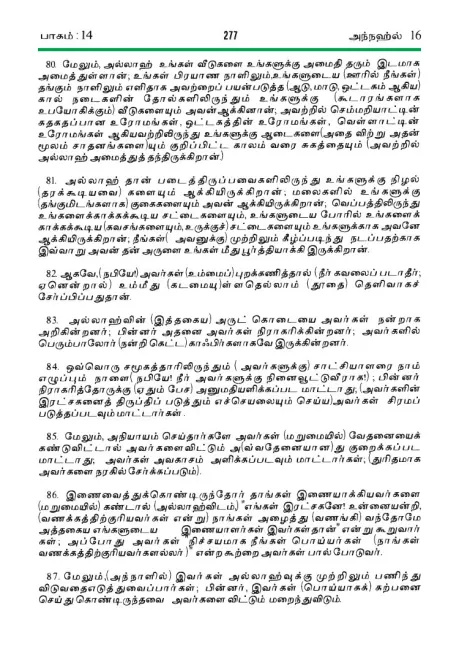 பாகம் : 14 277 அந்நஹ்ல் 16
80. மேலும், அல்லாஹ் உங்கள் வீடுகளை உங்களுக்கு அமைதி தரும் இடமாக
அமைத்துள்ளான்; உங்கள் பிரயாண நாளிலும்,உங்களுடைய (ஊரில் நீங்கள்)
தங்கும் நாளிலும் எளிதாக அவற்றைப் பயன்படுத்த (ஆடு,மாடு,ஒட்டகம் ஆகிய)
கால் நடைகளின் தோல்களிலிருந்தும் உங்களுக்கு (கூடாரங்களாக
உபயோகிக்கும்) வீடுகளையும் அவன்ஆக்கினான்; அவற்றில் செம்மறியாட்டின்
கதகதப்பான உரோமங்கள், ஒட்டகத்தின் உரோமங்கள், வெள்ளாட்டின்
உரோமங்கள் ஆகியவற்றிலிருந்து உங்களுக்கு ஆடைகளை(அதை விற்று அதன்
மூலம் சாதனங்களை)யும் குறிப்பிட்ட காலம் வரை சுகத்தையும் (அவற்றில்
அல்லாஹ் அமைத்துத் தந்திருக்கிறான்)
81. அல்லாஹ் தான் படைத்திருப்பவைகளிலிருந்து உங்களுக்கு நிழல்
(தரக்கூடியவை) களையும் ஆக்கியிருக்கிறான்; மலைகளில் உங்களுக்கு
(தங்குமிடங்களாக) குகைகளையும் அவன் ஆக்கியிருக்கிறான்; வெப்பத்திலிருந்து
உங்களைக்காக்கக்கூடிய சட்டைகளையும், உங்களுடைய போரில் உங்களைக்
காக்கக்கூடிய (கவசங்களையும்,உருக்குச்) சட்டைகளையும் உங்களுக்காக அவனே
ஆக்கியிருக்கிறான்; நீங்கள்( அவனுக்கு) முற்றிலும் கீழ்ப்படிந்து நடப்பதற்காக
இவ்வாறு அவன் தன் அருளை உங்கள் மீது பூர்த்தியாக்கி இருக்கிறான்.
82. ஆகவே,(நபியே!)அவர்கள் (உம்மைப்) புறக்கணித்தால் (நீர் கவலைப்படாதீர்;
ஏனென்றால்) உம்மீது (கடமையு)ள்ளதெல்லாம் (தூதை) தெளிவாகச்
சேர்ப்பிப்பதுதான்.
83. அல்லாஹ்வின் (இத்தகைய) அருட் கொடையை அவர்கள் நன்றாக
அறிகின்றனர்; பின்னர் அதனை அவர்கள் நிராகரிக்கின்றனர்; அவர்களில்
பெரும்பாலோர் (நன்றி கெட்ட) காஃபிர்களாகவே இருக்கின்றனர்.
84. ஒவ்வொரு சமூகத்தாரிலிருந்தும் ( அவர்களுக்கு) சாட்சியாளரை நாம்
எழுப்பும் நாளை( நபியே! நீர் அவர்களுக்கு நினைவூட்டுவீராக!) ; பின்னர்
நிராகரித்தோருக்கு (ஏதும் பேச) அனுமதியளிக்கப்பட மாட்டாது; (அவர்களின்
இரட்சகனைத் திருப்திப் படுத்தும் எச்செயலையும் செய்ய)அவர்கள் சிரமப்
படுத்தப்படவும் மாட்டார்கள் .
85. மேலும், அநியாயம் செய்தார்களே அவர்கள் (மறுமையில்) வேதனையைக்
கண்டுவிட்டால் அவர்களைவிட்டும் அ(வ்வதேனையான)து குறைக்கப்பட
மாட்டாது; அவர்கள் அவகாசம் அளிக்கப்படவும் மாட்டார்கள்; (துரிதமாக
அவர்களை நரகில் சேர்க்கப்படும்).
86. இணைவைத்துக்கொண்டிருந்தோர் தாங்கள் இணையாக்கியவர்களை
(மறுமையில்) கண்டால் (அல்லாஹ்விடம்,) "எங்கள் இரட்சகனே! உன்னையன்றி,
(வணக்கத்திற்குரியவர்கள் என்று) நாங்கள் அழைத்து (வணங்கி) வந்தோமே
அத்தகைய எங்களுடைய இணையாளர்கள் இவர்கள்தான்" என்று கூறுவார்
கள்; அப்போது அவர்கள் "நிச்சயமாக நீங்கள் பொய்யர்கள் (நாங்கள்
வணக்கத்திற்குரியவர்களல்லர்) " என்ற கூற்றை அவர்கள் பால் போடுவர்.
87. மேலும்,(அந்நாளில்) இவர்கள் அல்லாஹ்வுக்கு முற்றிலும் பணிந்து
விடுவதைஎடுத்துவைப்பார்கள்; பின்னர், இவர்கள் (பொய்யாகக்) கற்பனை
செய்து கொண்டிருந்தவை அவர்களை விட்டும் மறைந்துவிடும்.